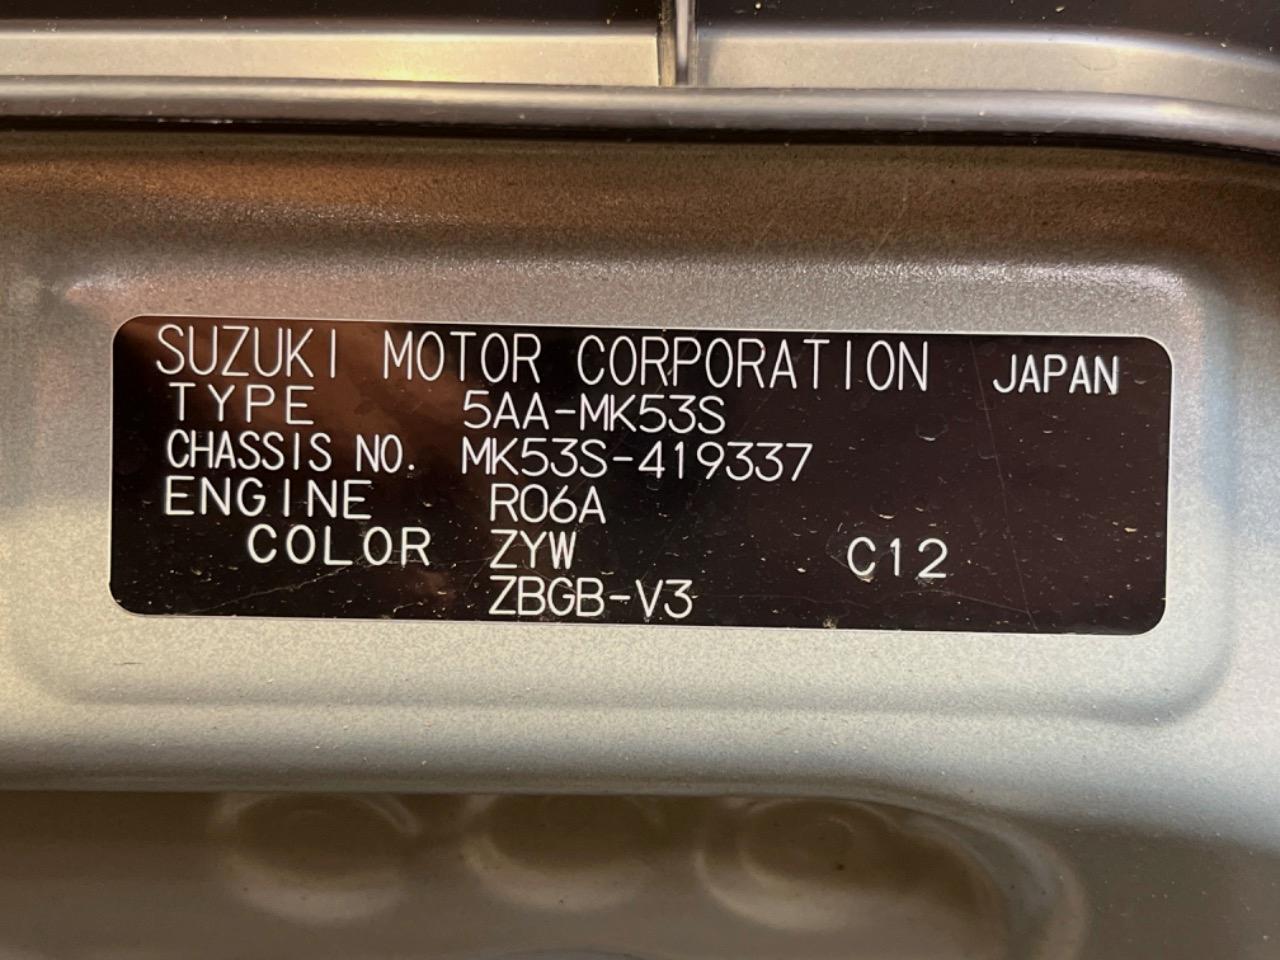 SUZUKI MOTOR CORPORATION JAPAN
TYPE 5AA-MK53S
CHASSIS NO. MK53S-419337
ENGINE R06A
COLOR ZYW C12
ZBGB-V3